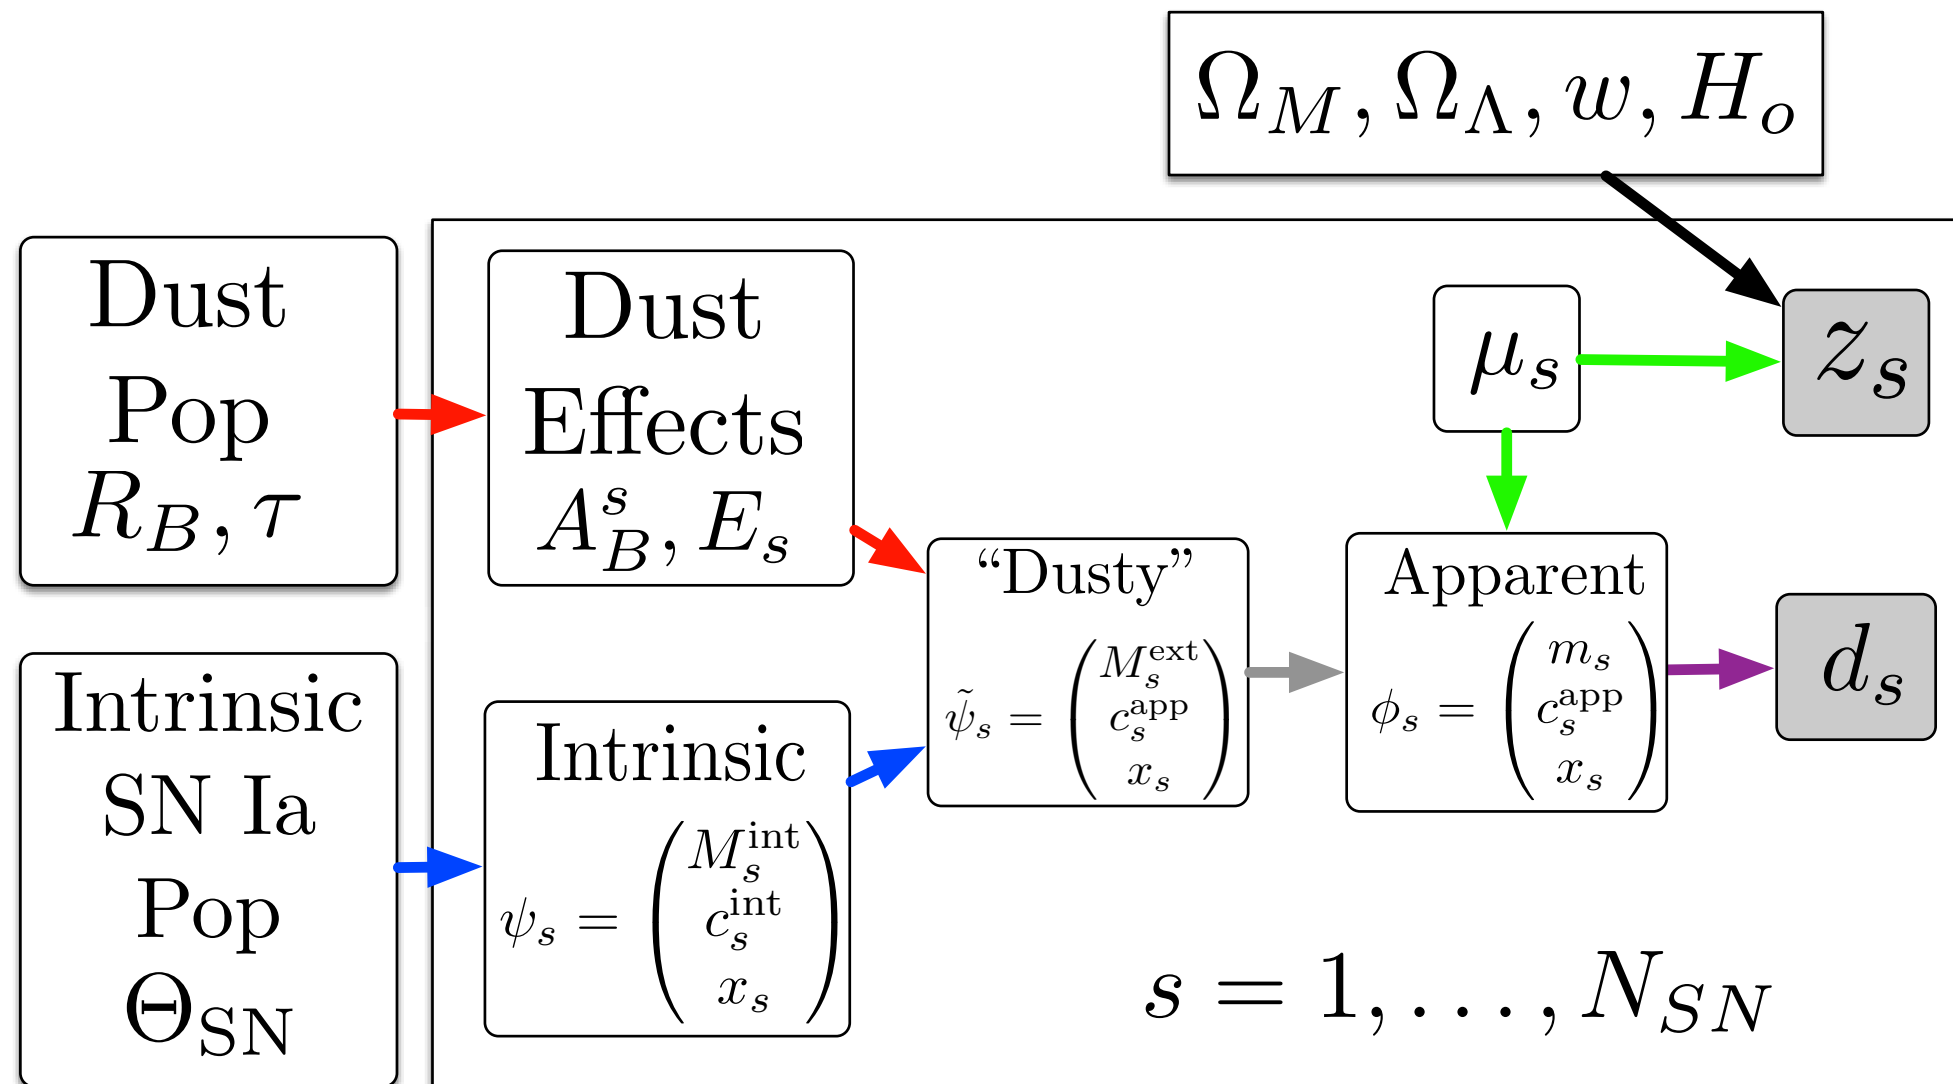 Ω_M, Ω_Λ, w, H_o
Dust
Pop
R_B, τ
Dust
Effects
A_B^s, E_s
μ_s
z_s
“Dusty”
ψ̃_s = (M_s^ext
c_s^app
x_s)
Apparent
φ_s = (m_s
c_s^app
x_s)
d_s
Intrinsic
SN Ia
Pop
Θ_SN
Intrinsic
ψ_s = (M_s^int
c_s^int
x_s)
s = 1, . . . , N_SN